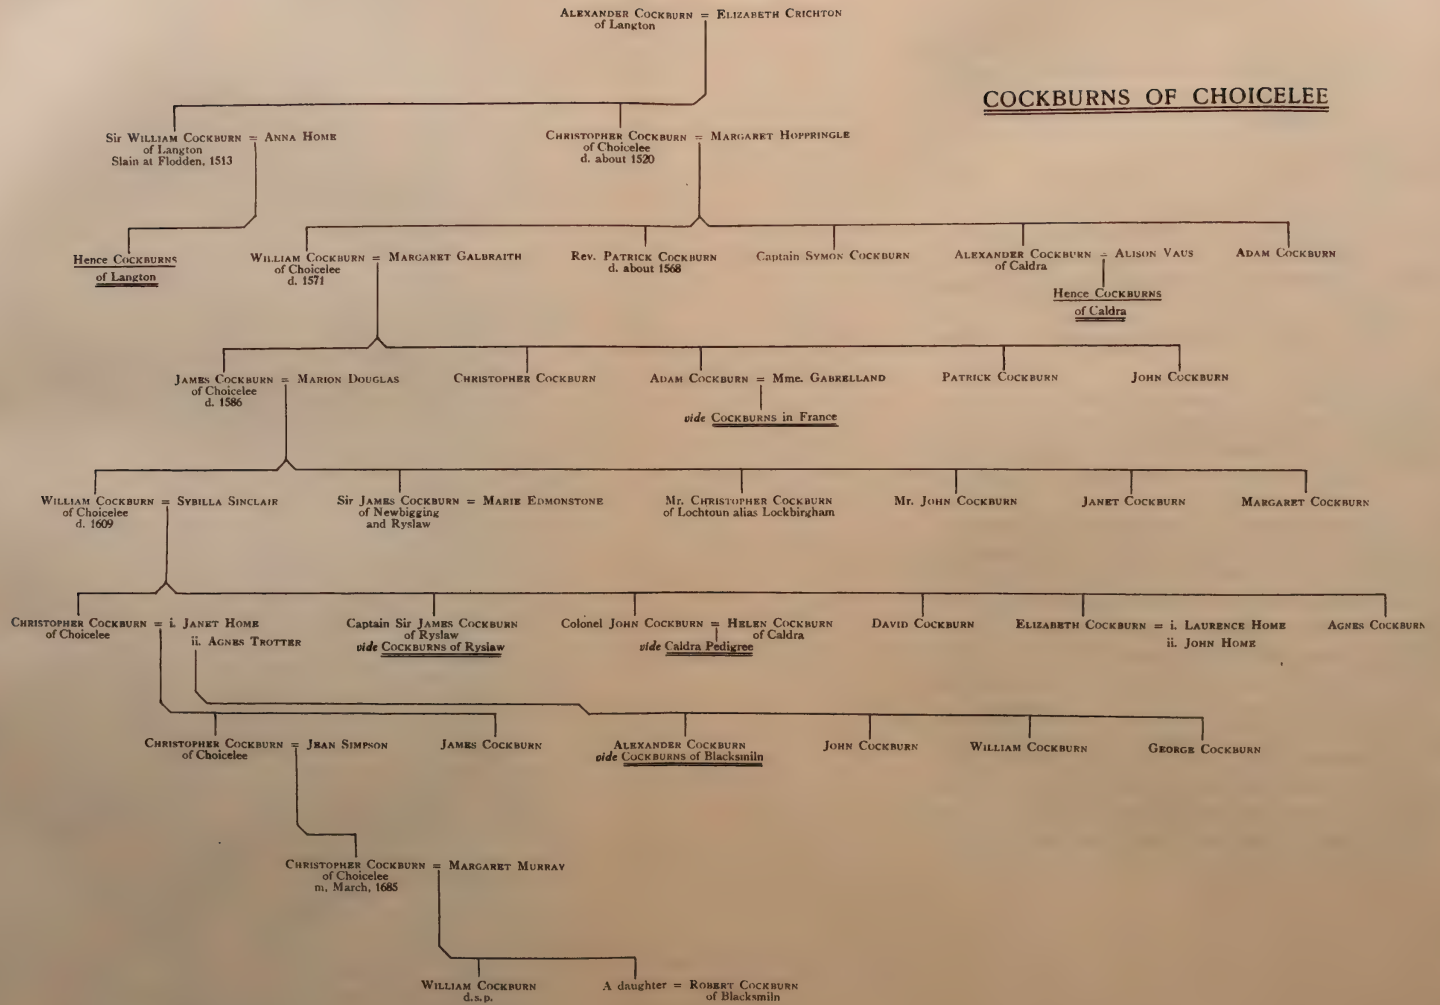 ALEXANDER COCKBURN = ELIZABETH CRICHTON
of Langton
COCKBURNS OF CHOICELEE
Sir WILLIAM COCKBURN = ANNA HOME
of Langton
Slain at Flodden, 1513
CHRISTOPHER COCKBURN = MARGARET HOPPRINGLE
of Choicelee
d. about 1520
Hence COCKBURNS
of Langton
WILLIAM COCKBURN = MARGARET GALBRAITH
of Choicelee
d. 1571
Rev. PATRICK COCKBURN
d. about 1568
Captain SYMON COCKBURN
ALEXANDER COCKBURN = ALISON VAUS
of Caldra
Hence COCKBURNS
of Caldra
ADAM COCKBURN
JAMES COCKBURN = MARION DOUGLAS
of Choicelee
d. 1586
CHRISTOPHER COCKBURN
ADAM COCKBURN = Mme. GABRELLAND
vide COCKBURNS in France
PATRICK COCKBURN
JOHN COCKBURN
WILLIAM COCKBURN = SYBILLA SINCLAIR
of Choicelee
d. 1609
Sir JAMES COCKBURN = MARIE EDMONSTONE
of Newbigging
and Ryslaw
Mr. CHRISTOPHER COCKBURN
of Lochtoun alias Lockbingham
Mr. JOHN COCKBURN
JANET COCKBURN
MARGARET COCKBURN
CHRISTOPHER COCKBURN = i. JANET HOME
of Choicelee
ii. AGNES TROTTER
Captain Sir JAMES COCKBURN
of Ryslaw
vide COCKBURNS of Ryslaw
Colonel JOHN COCKBURN = HELEN COCKBURN
of Caldra
vide Caldra Pedigree
DAVID COCKBURN
ELIZABETH COCKBURN = i. LAURENCE HOME
ii. JOHN HOME
AGNES COCKBURN
CHRISTOPHER COCKBURN = JEAN SIMPSON
of Choicelee
JAMES COCKBURN
ALEXANDER COCKBURN
vide COCKBURNS of Blacksmiln
JOHN COCKBURN
WILLIAM COCKBURN
GEORGE COCKBURN
CHRISTOPHER COCKBURN = MARGARET MURRAY
of Choicelee
m. March, 1685
WILLIAM COCKBURN
d.s.p.
A daughter = ROBERT COCKBURN
of Blacksmiln